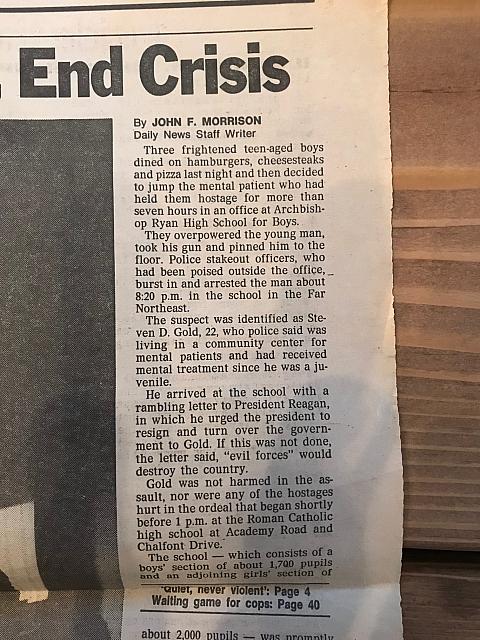 . End Crisis
By JOHN F. MORRISON
Daily News Staff Writer
Three frightened teen-aged boys
dined on hamburgers, cheesesteaks
and pizza last night and then decided
to jump the mental patient who had
held them hostage for more than
seven hours in an office at Archbish-
op Ryan High School for Boys.
They overpowered the young man,
took his gun and pinned him to the
floor. Police stakeout officers, who
had been poised outside the office,
burst in and arrested the man about
8:20 p.m. in the school in the Far
Northeast.
The suspect was identified as Ste-
ven D. Gold, 22, who police said was
living in a community center for
mental patients and had received
mental treatment since he was a ju-
venile.
He arrived at the school with a
rambling letter to President Reagan,
in which he urged the president to
resign and turn over the govern-
ment to Gold. If this was not done,
the letter said, “evil forces” would
destroy the country.
Gold was not harmed in the as-
sault, nor were any of the hostages
hurt in the ordeal that began shortly
before 1 p.m. at the Roman Catholic
high school at Academy Road and
Chalfont Drive.
The school — which consists of a
boys' section of about 1,700 pupils
and an adjoining girls' section of
'Quiet, never violent': Page 4
Waiting game for cops: Page 40
about 2,000 pupils — was promptly